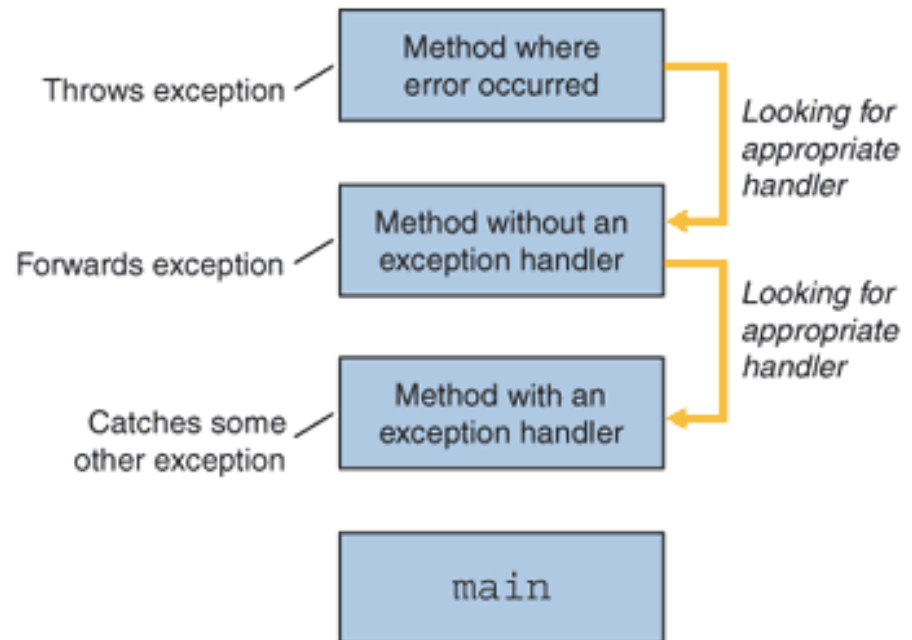 Method where
error occurred
Throws exception
Looking for
appropriate
handler
Method without an
exception handler
Forwards exception
Looking for
appropriate
handler
Method with an
exception handler
Catches some
other exception
main